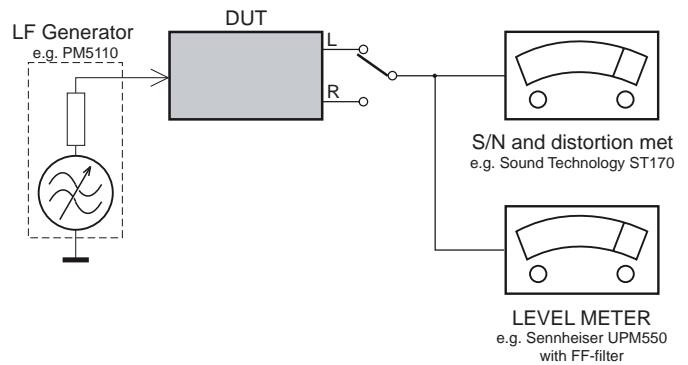 LF Generator
e.g. PM5110
DUT
L
R
S/N and distortion met
e.g. Sound Technology ST170
LEVEL METER
e.g. Sennheiser UPM550
with FF-filter